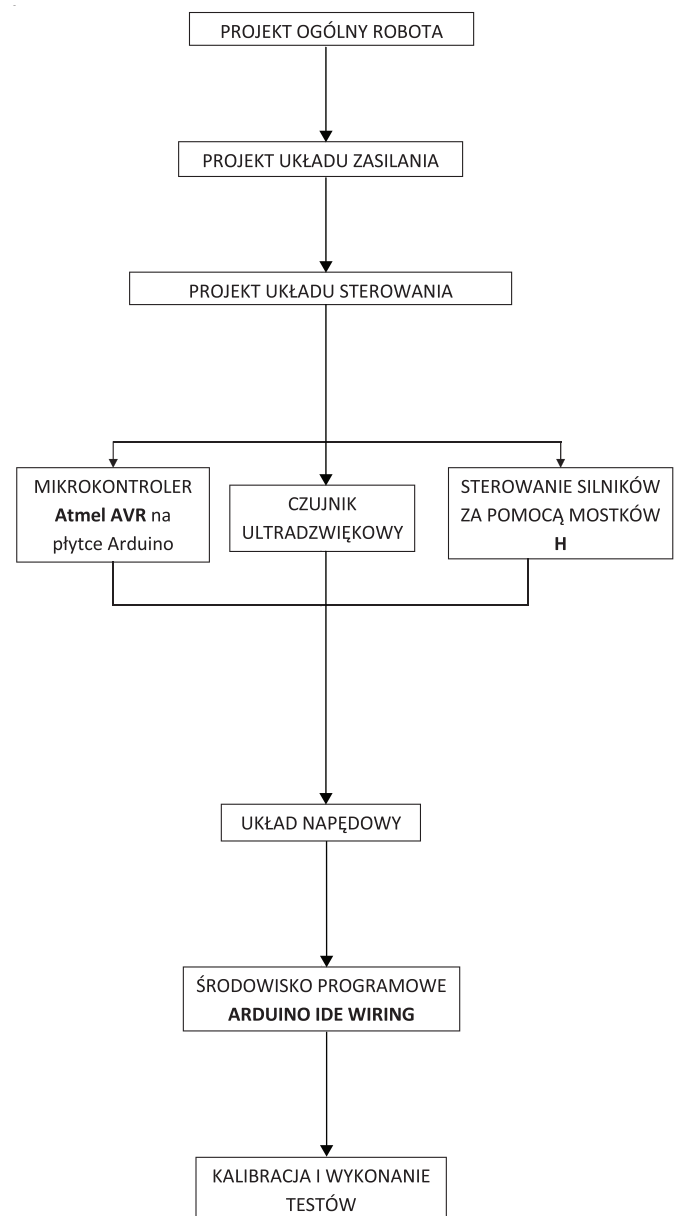 PROJEKT OGÓLNY ROBOTA
PROJEKT UKŁADU ZASILANIA
PROJEKT UKŁADU STEROWANIA
MIKROKONTROLER
Atmel AVR na
płytce Arduino
CZUJNIK
ULTRADZWIĘKOWY
STEROWANIE SILNIKÓW
ZA POMOCĄ MOSTKÓW
H
UKŁAD NAPĘDOWY
ŚRODOWISKO PROGRAMOWE
ARDUINO IDE WIRING
KALIBRACJA I WYKONANIE
TESTÓW